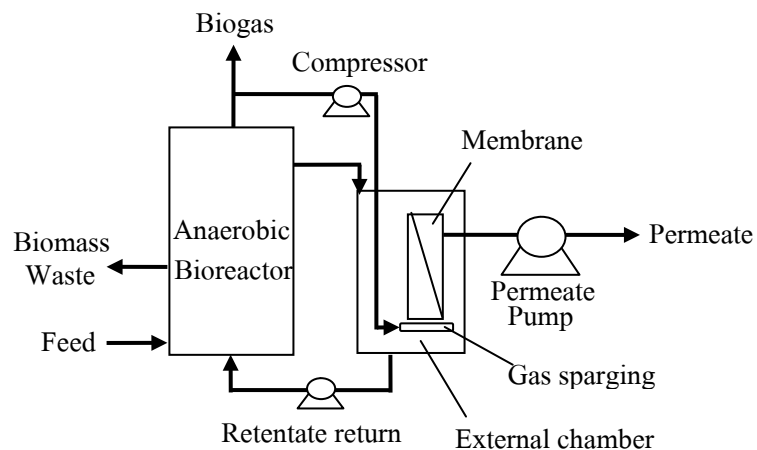 Biogas
Compressor
Membrane
Anaerobic
Bioreactor
Biomass
Waste
Permeate
Permeate
Pump
Feed
Gas sparging
Retentate return
External chamber